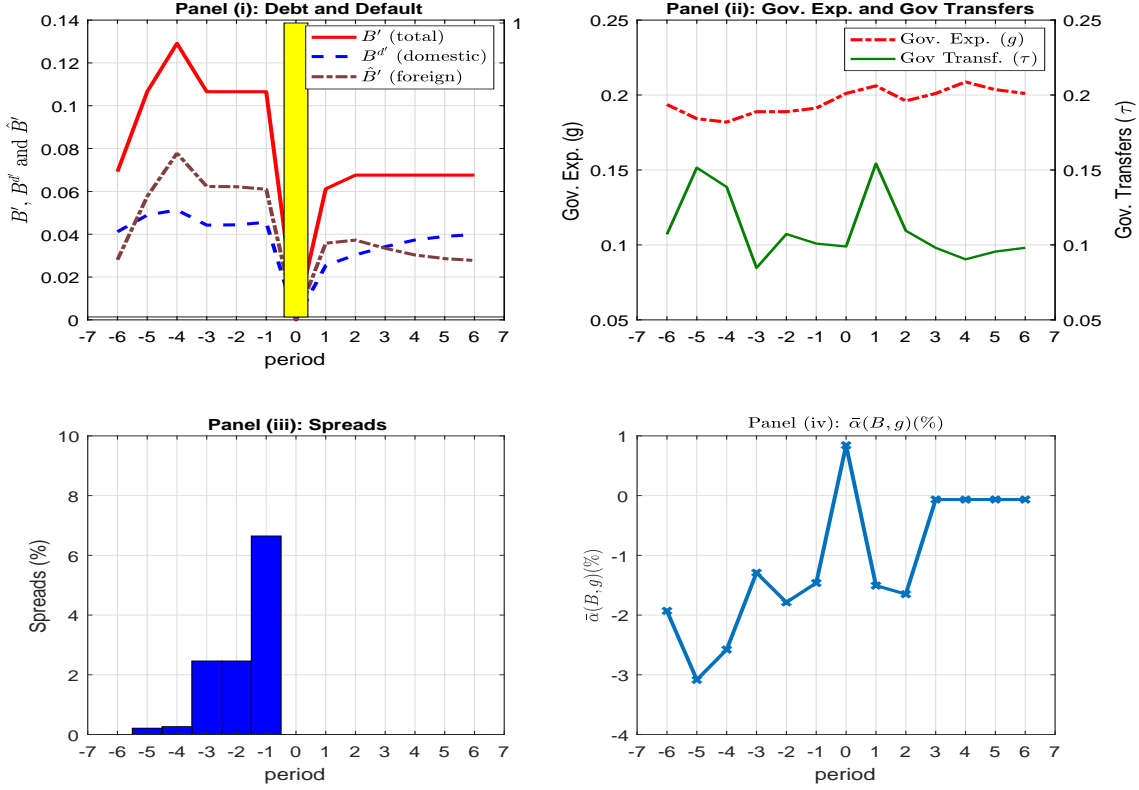 Panel (i): Debt and Default
B′ (total)
B^d′ (domestic)
B̂′ (foreign)
B′, B^d′ and B̂′
0.14
0.12
0.1
0.08
0.06
0.04
0.02
0
1
-7 -6 -5 -4 -3 -2 -1 0 1 2 3 4 5 6 7
period
Panel (ii): Gov. Exp. and Gov Transfers
Gov. Exp. (g)
Gov Transf. (τ)
Gov. Exp. (g)
0.25
0.2
0.15
0.1
0.05
0.25
0.2
0.15
0.1
0.05
Gov. Transfers (τ)
-7 -6 -5 -4 -3 -2 -1 0 1 2 3 4 5 6 7
period
Panel (iii): Spreads
Spreads (%)
10
8
6
4
2
0
-7 -6 -5 -4 -3 -2 -1 0 1 2 3 4 5 6 7
period
Panel (iv): ᾱ(B, g)(%)
ᾱ(B, g)(%)
1
0
-1
-2
-3
-4
-7 -6 -5 -4 -3 -2 -1 0 1 2 3 4 5 6 7
period